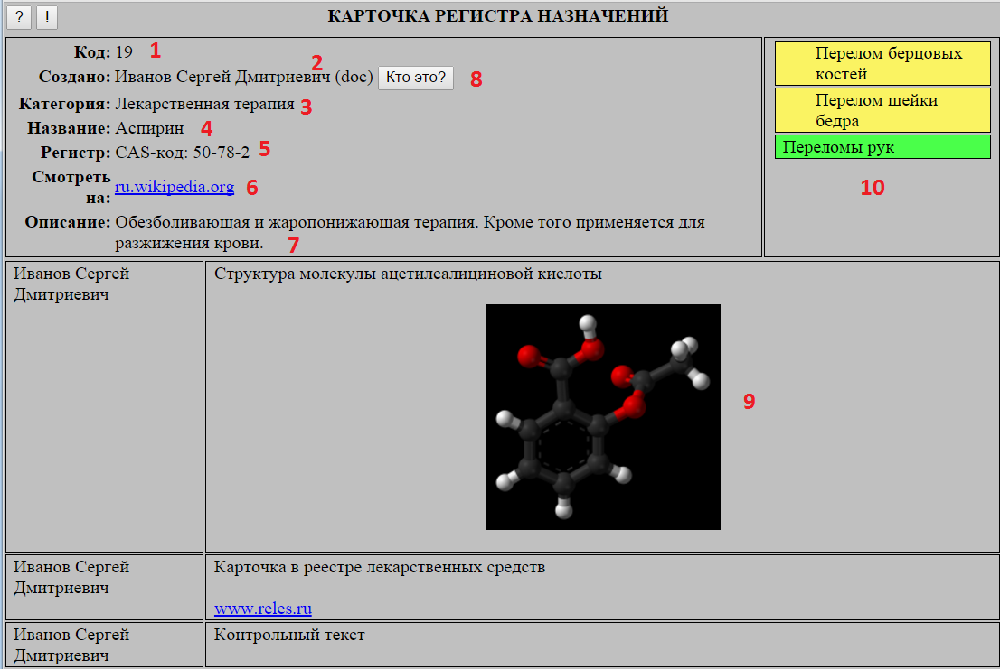 ? ! КАРТОЧКА РЕГИСТРА НАЗНАЧЕНИЙ
Код: 19 1
2
Создано: Иванов Сергей Дмитриевич (doc) Кто это? 8
Категория: Лекарственная терапия 3
Название: Аспирин 4
Регистр: CAS-код: 50-78-2 5
Смотреть
на: ru.wikipedia.org 6
Описание: Обезболивающая и жаропонижающая терапия. Кроме того применяется для
разжижения крови. 7
Перелом берцовых
костей
Перелом шейки
бедра
Переломы рук
10
Иванов Сергей
Дмитриевич
Структура молекулы ацетилсалициновой кислоты
9
Иванов Сергей
Дмитриевич
Карточка в реестре лекарственных средств
www.reles.ru
Иванов Сергей
Дмитриевич
Контрольный текст